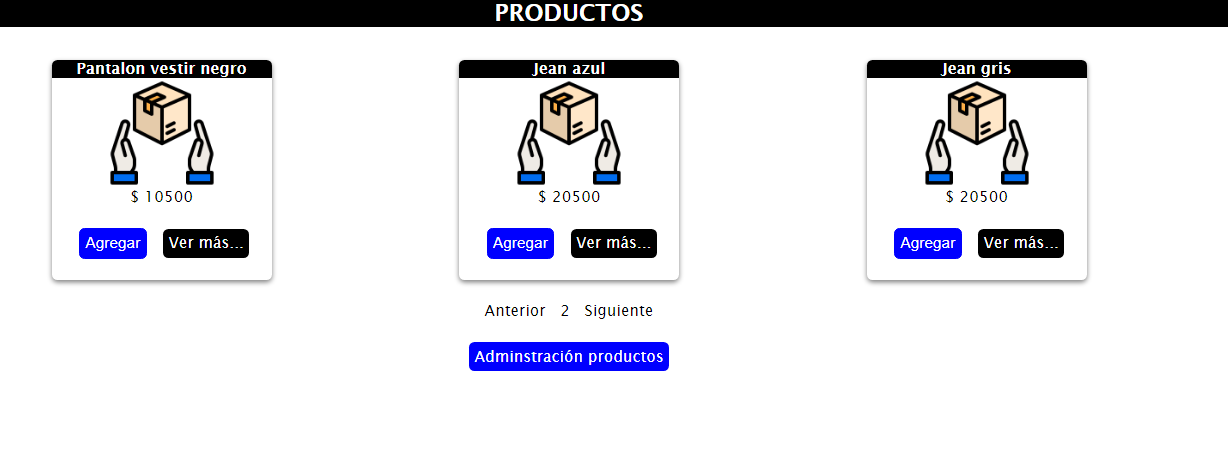 PRODUCTOS
Pantalon vestir negro
$ 10500
Agregar Ver más...
Jean azul
$ 20500
Agregar Ver más...
Jean gris
$ 20500
Agregar Ver más...
Anterior 2 Siguiente
Adminstración productos